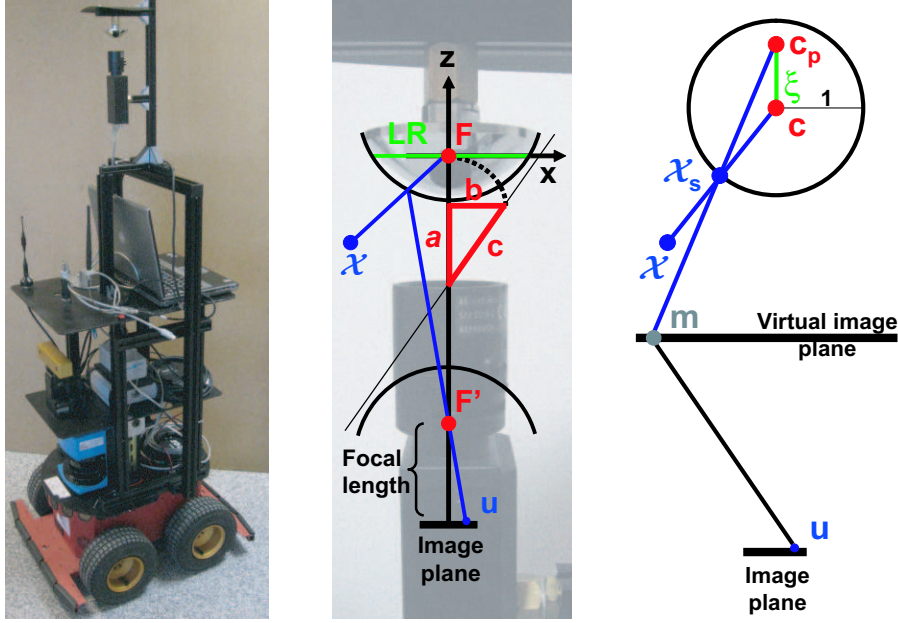 z
LR
F
x
b
a
c
𝒳
F’
Focal
length
u
Image
plane
c_p
ξ
1
c
𝒳_s
𝒳
m
Virtual image
plane
u
Image
plane